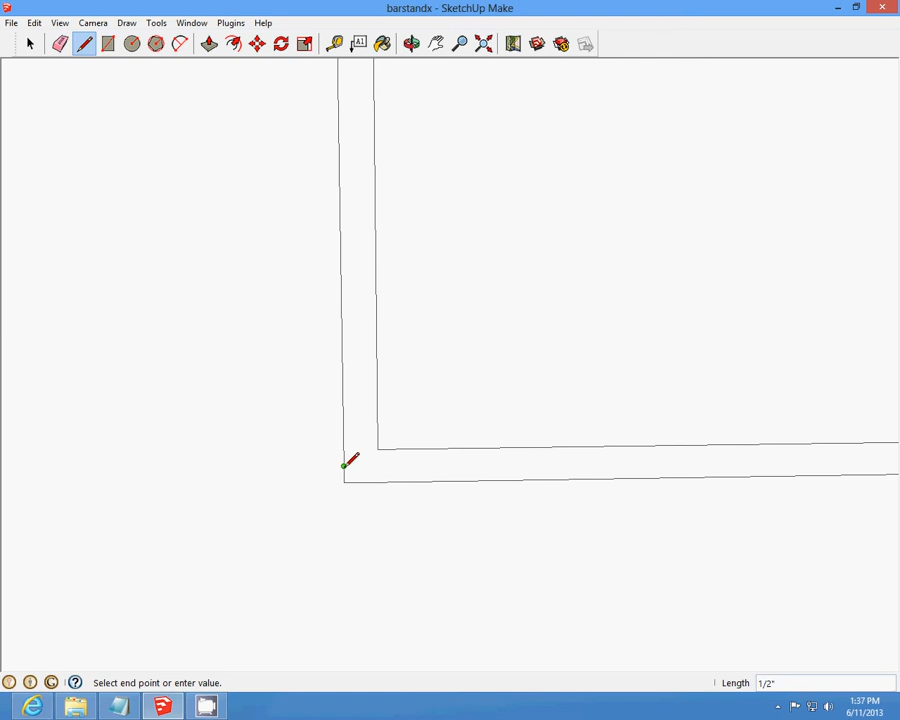 barstandx - SketchUp Make
File Edit View Camera Draw Tools Window Plugins Help
A1
Select end point or enter value.
Length 1/2"
1:37 PM
6/11/2013